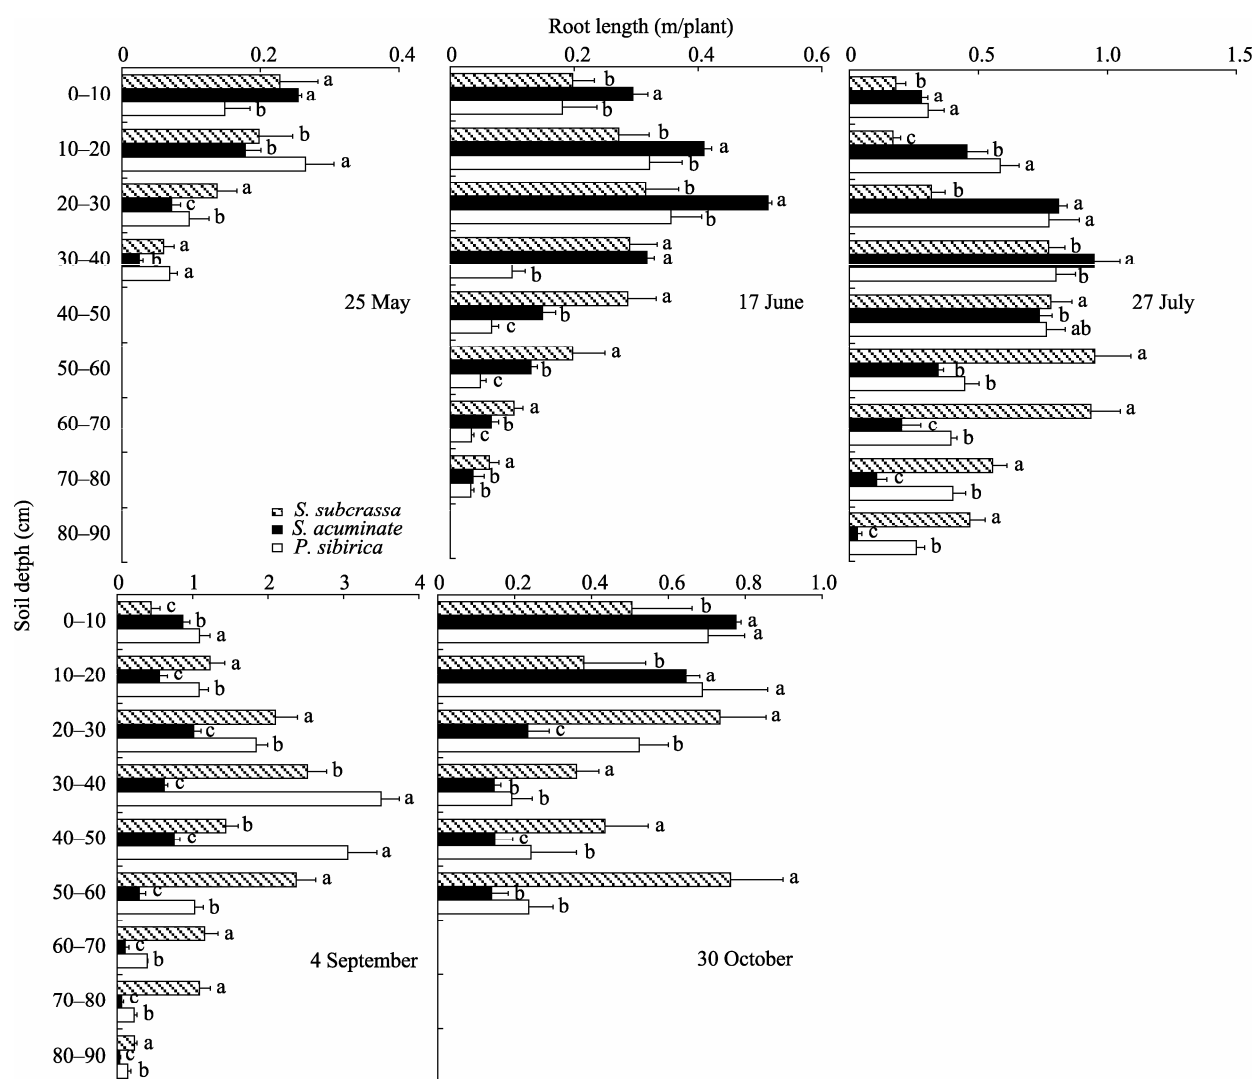 Root length (m/plant)
0 0.2 0.4
0 0.2 0.4 0.6
0 0.5 1.0 1.5
0–10 a a b b a b b a a
10–20 b b a b a b c b a
20–30 a c b b a b b a a
30–40 a b a a a b b a b
40–50 a b c a b ab
50–60 a b c a b b
60–70 a b c a c b
70–80 a b b a c b
80–90 a c b
25 May
17 June
27 July
Soil detph (cm)
S. subcrassa
S. acuminate
P. sibirica
0 1 2 3 4
0 0.2 0.4 0.6 0.8 1.0
0–10 c b a b a a
10–20 a c b b a a
20–30 a c b a c b
30–40 b c a a b b
40–50 b c a a c b
50–60 a c b a b b
60–70 a c b
70–80 a c b
80–90 a c b
4 September
30 October